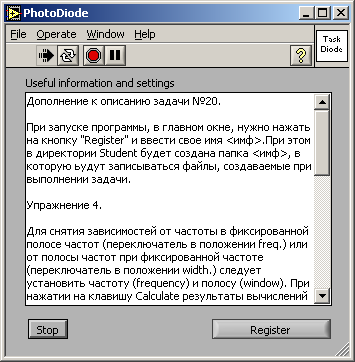 PhotoDiode
File Operate Window Help
?
Task
Diode
Useful information and settings
Дополнение к описанию задачи №20.
При запуске программы, в главном окне, нужно нажать
на кнопку "Register" и ввести свое имя <имф>.При этом
в директории Student будет создана папка <имф>, в
которую ьудут записываться файлы, создаваемые при
выполнении задачи.
Упражнение 4.
Для снятия зависимостей от частоты в фиксированной
полосе частот (переключатель в положении freq.) или
от полосы частот при фиксированной частоте
(переключатель в положении width.) следует
установить частоту (frequency) и полосу (window). При
нажатии на клавишу Calculate результаты вычислений
Stop
Register